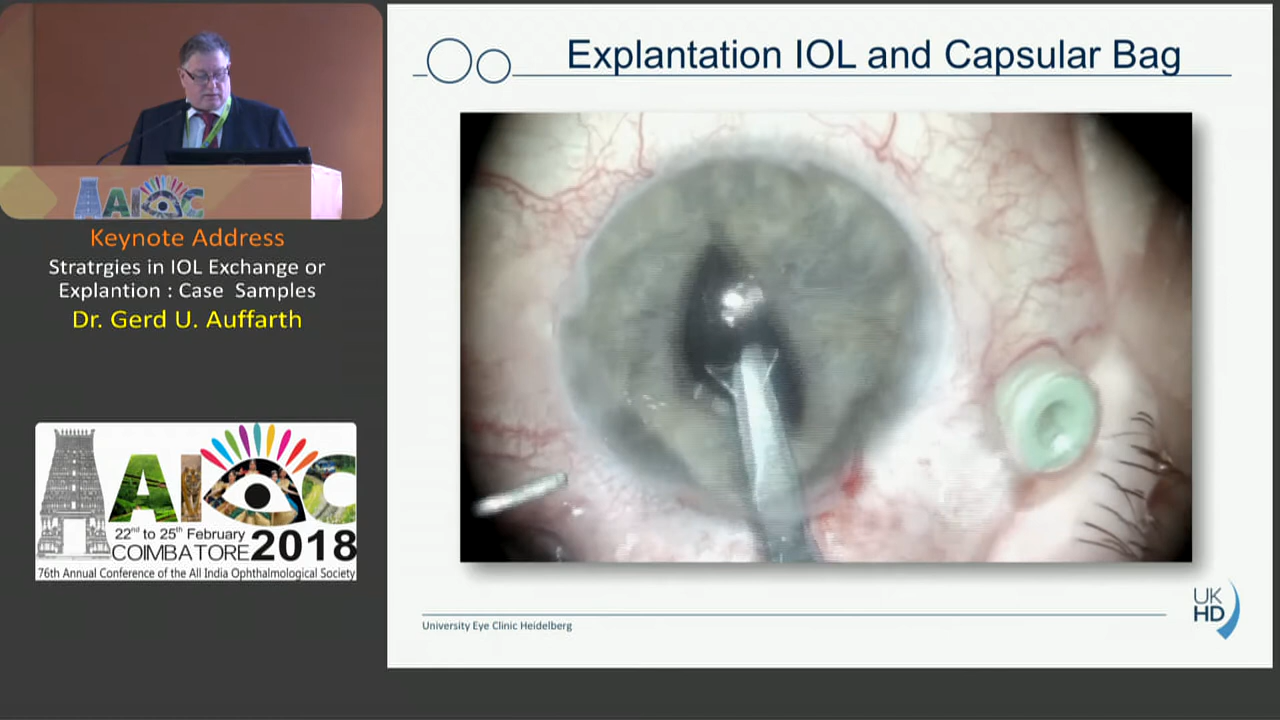 AIOC
Keynote Address
Stratrgies in IOL Exchange or
Explantion : Case Samples
Dr. Gerd U. Auffarth
AIOC
22nd to 25th February
COIMBATORE 2018
76th Annual Conference of the All India Ophthalmological Society
Explantation IOL and Capsular Bag
University Eye Clinic Heidelberg
UK
HD